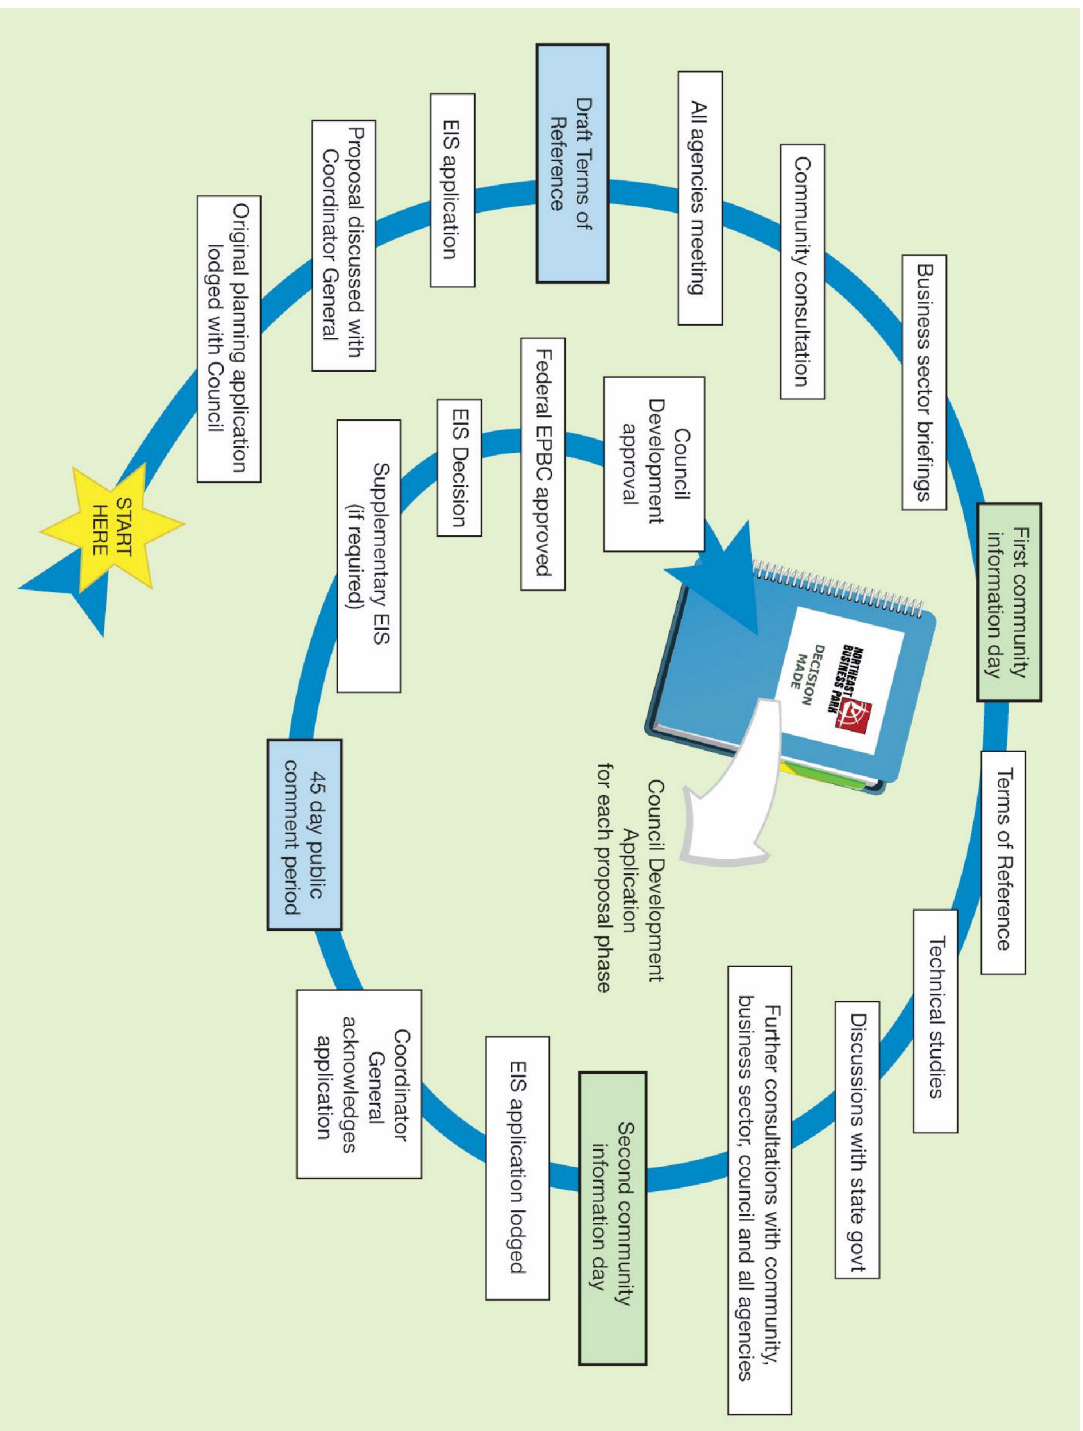 START
HERE
Original planning application
lodged with Council
Proposal discussed with
Coordinator General
EIS application
Draft Terms of
Reference
All agencies meeting
Community consultation
Business sector briefings
First community
information day
Terms of Reference
Technical studies
Discussions with state govt
Further consultations with community,
business sector, council and all agencies
Second community
information day
EIS application lodged
Coordinator
General
acknowledges
application
45 day public
comment period
Supplementary EIS
(if required)
EIS Decision
Federal EPBC approved
Council
Development
approval
NORTHEAST
BUSINESS PARK
DECISION
MADE
Council Development
Application
for each proposal phase